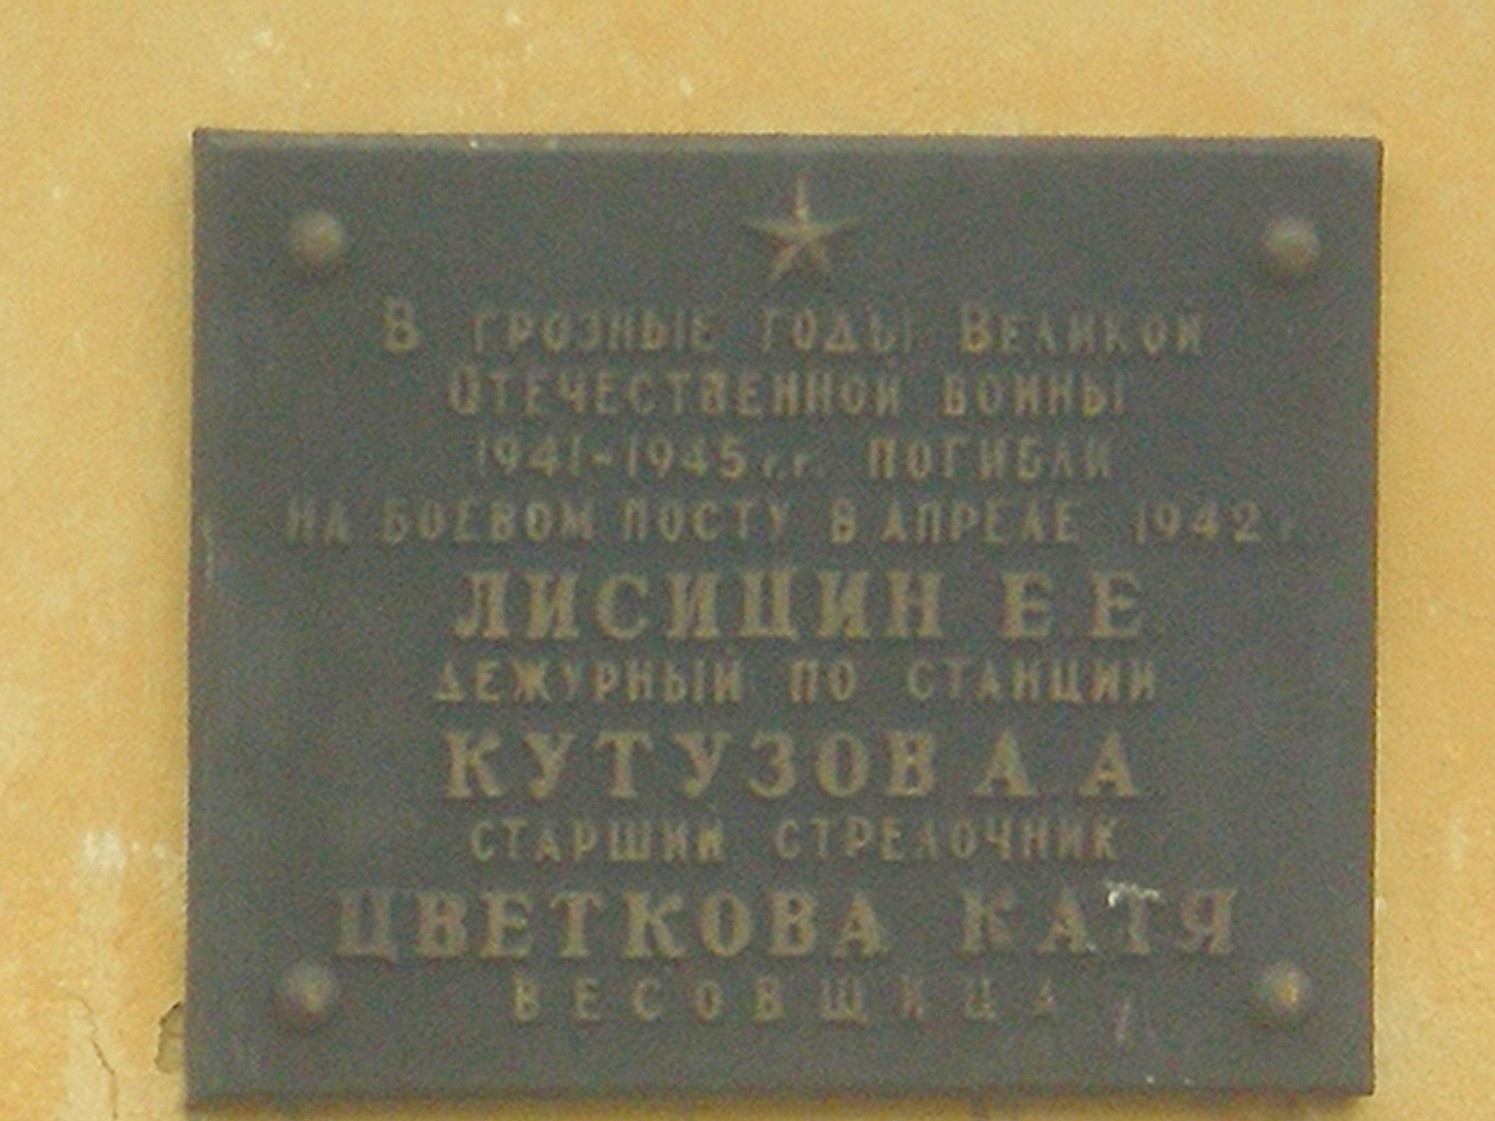 В ГРОЗНЫЕ ГОДЫ ВЕЛИКОЙ
ОТЕЧЕСТВЕННОЙ ВОЙНЫ
1941-1945 г.г. ПОГИБЛИ
НА БОЕВОМ ПОСТУ В АПРЕЛЕ 1942 г.
ЛИСИЦИН Е.Е
ДЕЖУРНЫЙ ПО СТАНЦИИ
КУТУЗОВ А.А
СТАРШИЙ СТРЕЛОЧНИК
ЦВЕТКОВА КАТЯ
ВЕСОВЩИЦА